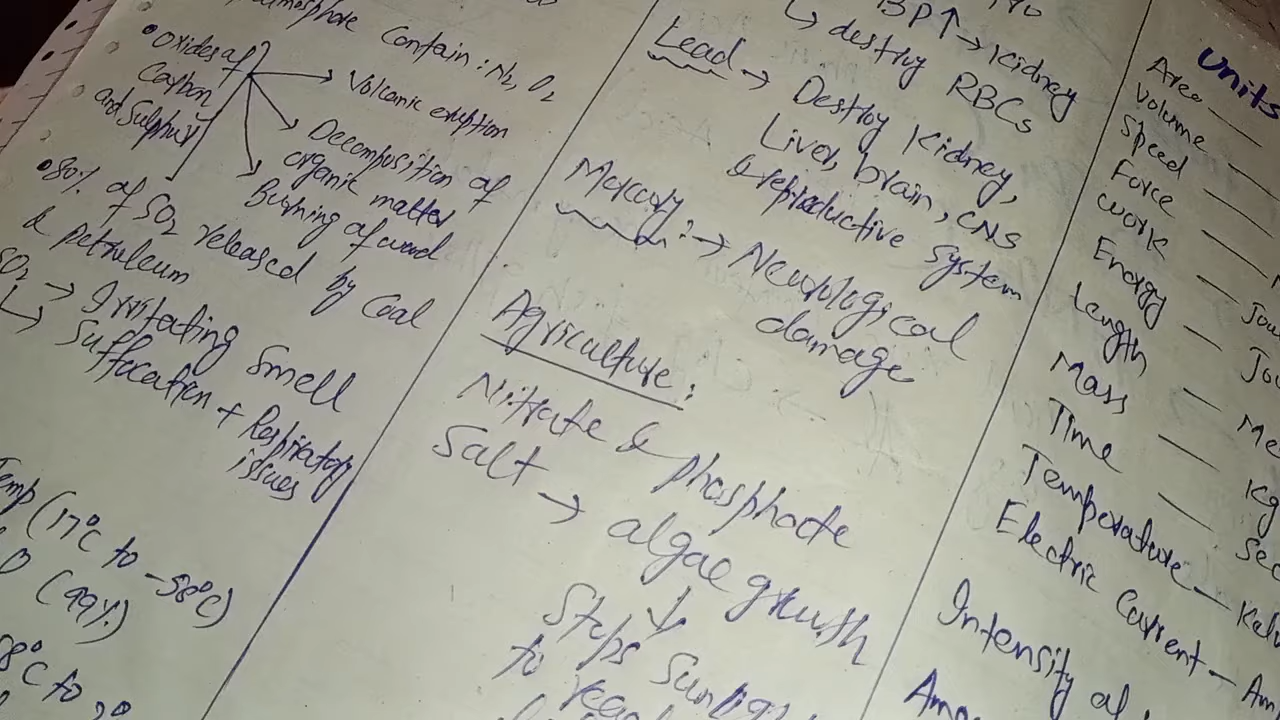 Contain : N2, O2
• Oxides of
Carbon
and Sulphur
→ Volcanic eruption
→ Decomposition of
organic matter
→ Burning of wood
• 80% of SO2 released by Coal
& petroleum
SO2 → Irritating Smell
↳ Suffocation + Respiratory
issues
Temp (17°C to -58°C)
(99%)
8°C to
BP↑ → Kidney
↳ destroy RBCs
Lead → Destroy Kidney,
Liver, brain, CNS
& reproductive system
Mercury : → Neurological
damage
Agriculture :
Nitrate & phosphate
Salt → algae growth
↓
Stops
to
Units
Area —
Volume —
Speed —
Force —
Work —
Energy —
Length —
Mass —
Time —
Temperature —
Electric Current —
Intensity of